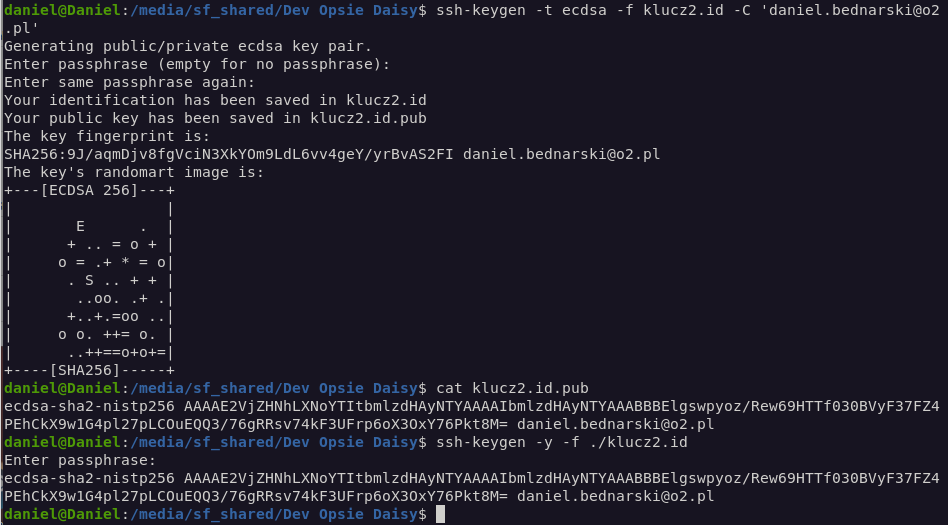 daniel@Daniel:/media/sf_shared/Dev Opsie Daisy$ ssh-keygen -t ecdsa -f klucz2.id -C 'daniel.bednarski@o2
.pl'
Generating public/private ecdsa key pair.
Enter passphrase (empty for no passphrase):
Enter same passphrase again:
Your identification has been saved in klucz2.id
Your public key has been saved in klucz2.id.pub
The key fingerprint is:
SHA256:9J/aqmDjv8fgVciN3XkYOm9LdL6vv4geY/yrBvAS2FI daniel.bednarski@o2.pl
The key's randomart image is:
+---[ECDSA 256]---+
|                 |
|       E      .  |
|      + .. = o + |
|     o = .+ * = o|
|      . S .. + + |
|       ..oo. .+ .|
|      +..+.=oo ..|
|     o o. ++= o. |
|      ..++==o+o+=|
+----[SHA256]-----+
daniel@Daniel:/media/sf_shared/Dev Opsie Daisy$ cat klucz2.id.pub
ecdsa-sha2-nistp256 AAAAE2VjZHNhLXNoYTItbmlzdHAyNTYAAAAIbmlzdHAyNTYAAABBBElgswpyoz/Rew69HTTf030BVyF37FZ4
PEhCkX9w1G4pl27pLCOuEQQ3/76gRRsv74kF3UFrp6oX3OxY76Pkt8M= daniel.bednarski@o2.pl
daniel@Daniel:/media/sf_shared/Dev Opsie Daisy$ ssh-keygen -y -f ./klucz2.id
Enter passphrase:
ecdsa-sha2-nistp256 AAAAE2VjZHNhLXNoYTItbmlzdHAyNTYAAAAIbmlzdHAyNTYAAABBBElgswpyoz/Rew69HTTf030BVyF37FZ4
PEhCkX9w1G4pl27pLCOuEQQ3/76gRRsv74kF3UFrp6oX3OxY76Pkt8M= daniel.bednarski@o2.pl
daniel@Daniel:/media/sf_shared/Dev Opsie Daisy$